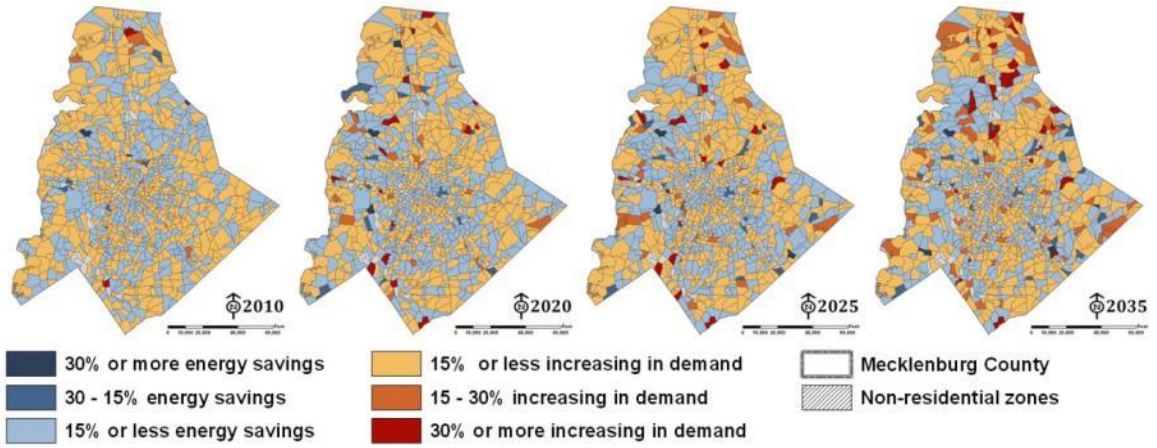 2010
2020
2025
2035
30% or more energy savings
30 - 15% energy savings
15% or less energy savings
15% or less increasing in demand
15 - 30% increasing in demand
30% or more increasing in demand
Mecklenburg County
Non-residential zones